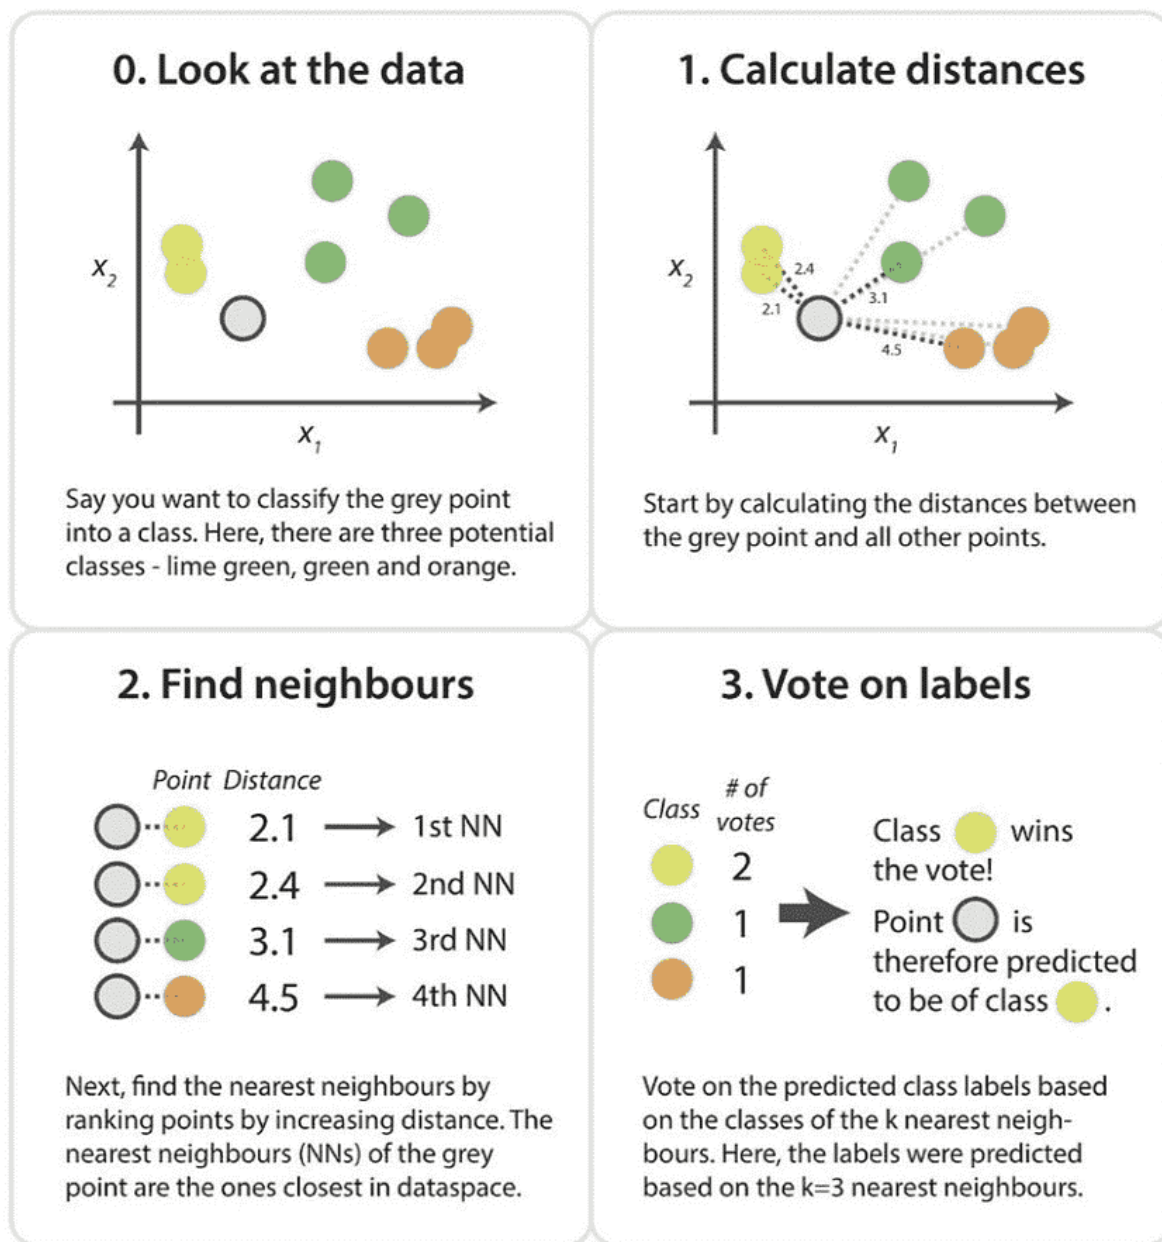 0. Look at the data
x2
x1
Say you want to classify the grey point
into a class. Here, there are three potential
classes - lime green, green and orange.
1. Calculate distances
x2
2.4
2.1
3.1
4.5
x1
Start by calculating the distances between
the grey point and all other points.
2. Find neighbours
Point Distance
2.1 1st NN
2.4 2nd NN
3.1 3rd NN
4.5 4th NN
Next, find the nearest neighbours by
ranking points by increasing distance. The
nearest neighbours (NNs) of the grey
point are the ones closest in dataspace.
3. Vote on labels
Class # of
votes
2
1
1
Class wins
the vote!
Point is
therefore predicted
to be of class .
Vote on the predicted class labels based
on the classes of the k nearest neigh-
bours. Here, the labels were predicted
based on the k=3 nearest neighbours.